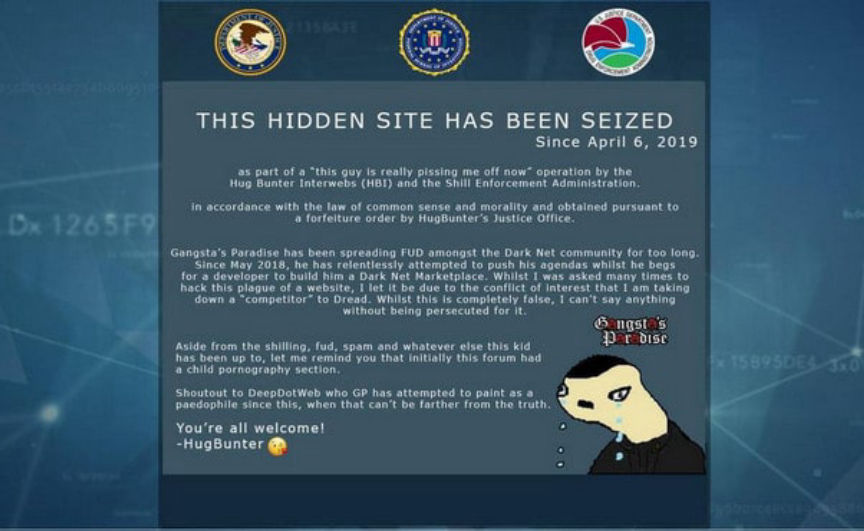 THIS HIDDEN SITE HAS BEEN SEIZED
Since April 6, 2019
as part of a "this guy is really pissing me off now" operation by the
Hug Bunter Interwebs (HBI) and the Shill Enforcement Administration.
in accordance with the law of common sense and morality and obtained pursuant to
a forfeiture order by HugBunter's Justice Office.
Gangsta's Paradise has been spreading FUD amongst the Dark Net community for too long.
Since May 2018, he has relentlessly attempted to push his agendas whilst he begs
for a developer to build him a Dark Net Marketplace. Whilst I was asked many times to
hack this plague of a website, I let it be due to the conflict of interest that I am taking
down a "competitor" to Dread. Whilst this is completely false, I can't say anything
without being persecuted for it.
Gangsta's
Paradise
Aside from the shilling, fud, spam and whatever else this kid
has been up to, let me remind you that initially this forum had
a child pornography section.
Shoutout to DeepDotWeb who GP has attempted to paint as a
paedophile since this, when that can't be farther from the truth.
You're all welcome!
-HugBunter
Dx 1265F9